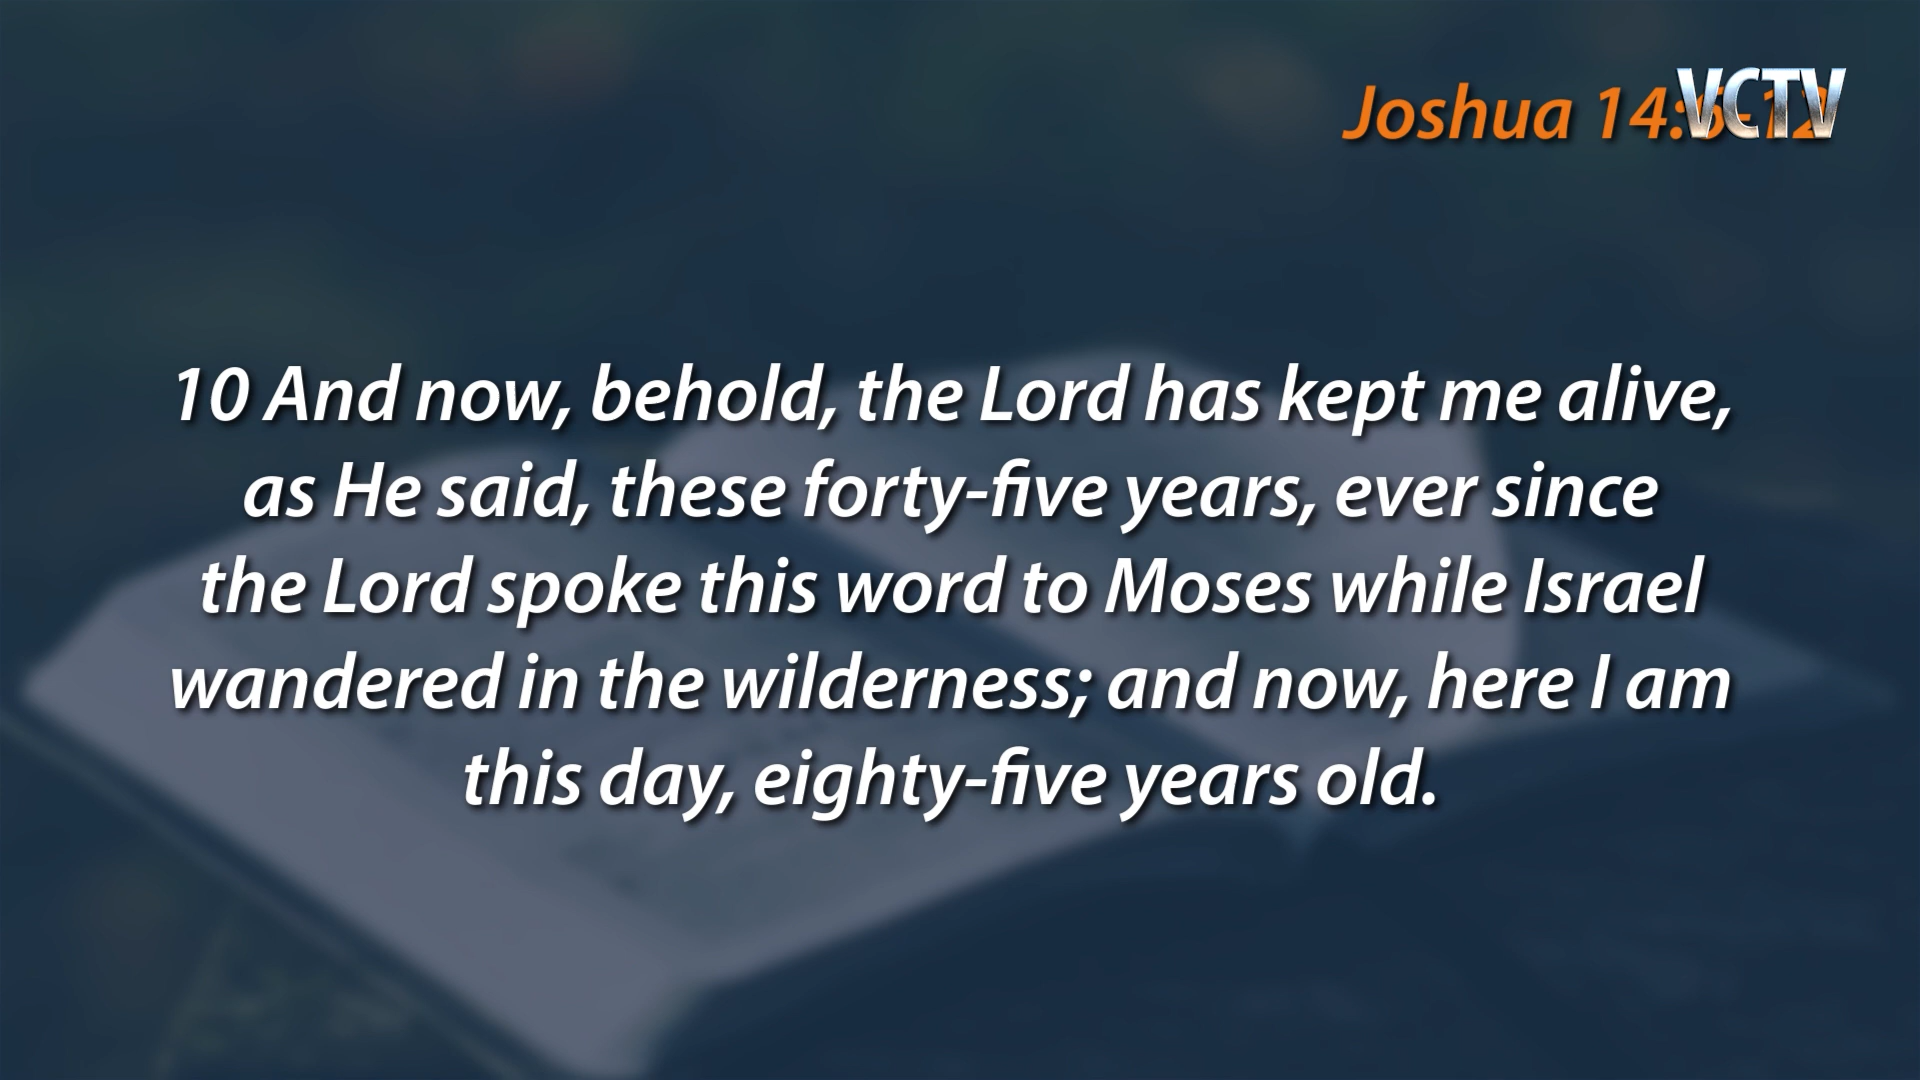 Joshua 14:6-12
VCTV
10 And now, behold, the Lord has kept me alive,
as He said, these forty-five years, ever since
the Lord spoke this word to Moses while Israel
wandered in the wilderness; and now, here I am
this day, eighty-five years old.